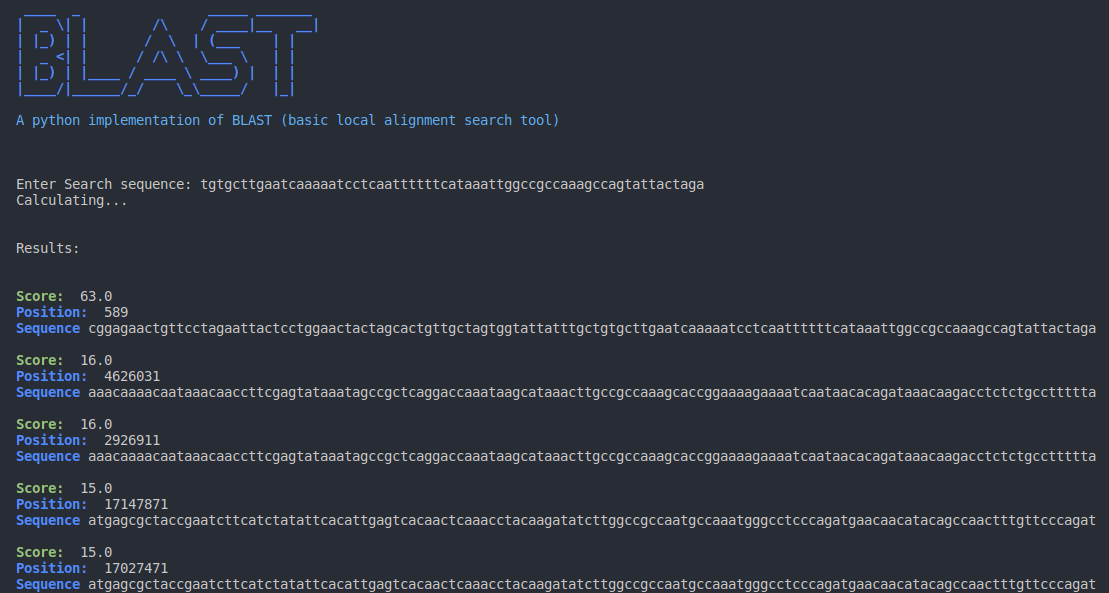 BLAST
A python implementation of BLAST (basic local alignment search tool)
Enter Search sequence: tgtgcttgaatcaaaaatcctcaattttttcataaattggccgccaaagccagtattactaga
Calculating...
Results:
Score: 63.0
Position: 589
Sequence cggagaactgttcctagaattactcctggaactactagcactgttgctagtggtattatttgctgtgcttgaatcaaaaatcctcaattttttcataaattggccgccaaagccagtattactaga
Score: 16.0
Position: 4626031
Sequence aaacaaaacaataaacaaccttcgagtataaatagccgctcaggaccaaataagcataaacttgccgccaaagcaccggaaaagaaaatcaataacacagataaacaagacctctctgccttttta
Score: 16.0
Position: 2926911
Sequence aaacaaaacaataaacaaccttcgagtataaatagccgctcaggaccaaataagcataaacttgccgccaaagcaccggaaaagaaaatcaataacacagataaacaagacctctctgccttttta
Score: 15.0
Position: 17147871
Sequence atgagcgctaccgaatcttcatctatattcacattgagtcacaactcaaacctacaagatatcttggccgccaatgccaaatgggcctcccagatgaacaacatacagccaactttgttcccagat
Score: 15.0
Position: 17027471
Sequence atgagcgctaccgaatcttcatctatattcacattgagtcacaactcaaacctacaagatatcttggccgccaatgccaaatgggcctcccagatgaacaacatacagccaactttgttcccagat